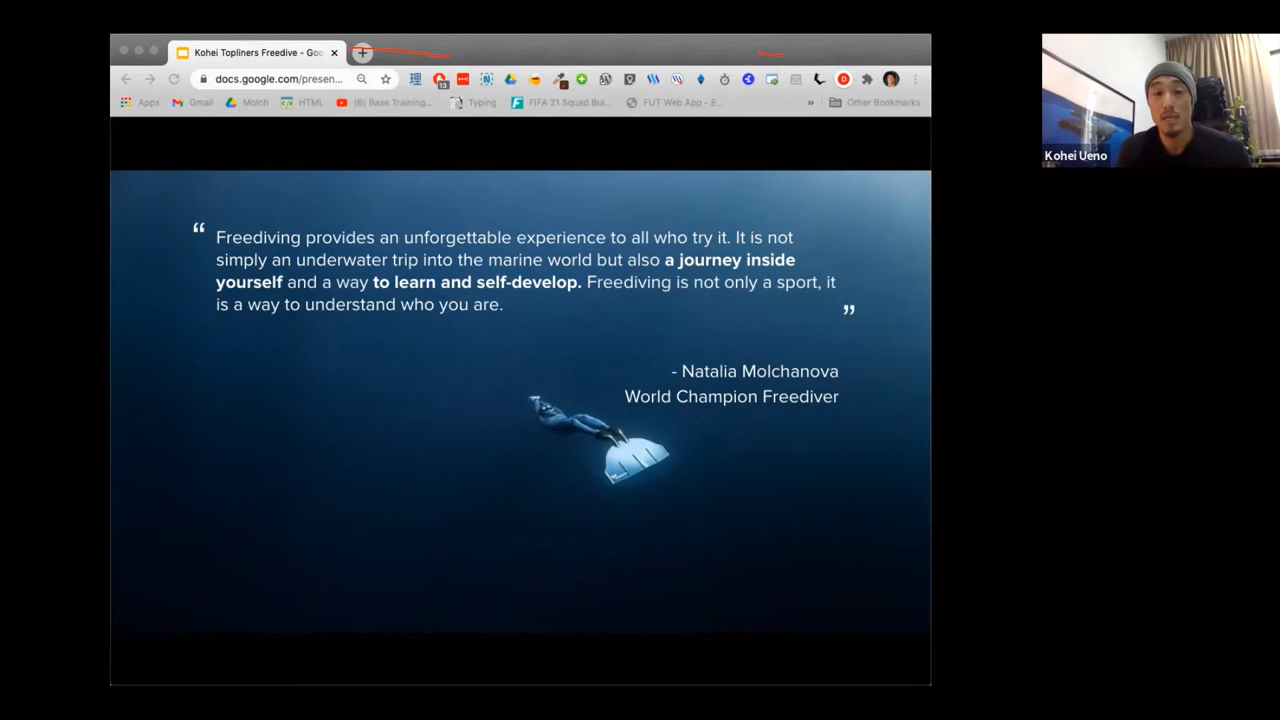 Kohei Topliners Freedive - Goo
docs.google.com/presen...
13
Apps
Gmail
Molch
HTML
(6) Base Training...
Typing
FIFA 21 Squad Bui...
FUT Web App - E...
»
Other Bookmarks
Kohei Ueno
“
Freediving provides an unforgettable experience to all who try it. It is not
simply an underwater trip into the marine world but also a journey inside
yourself and a way to learn and self-develop. Freediving is not only a sport, it
is a way to understand who you are.
”
- Natalia Molchanova
World Champion Freediver